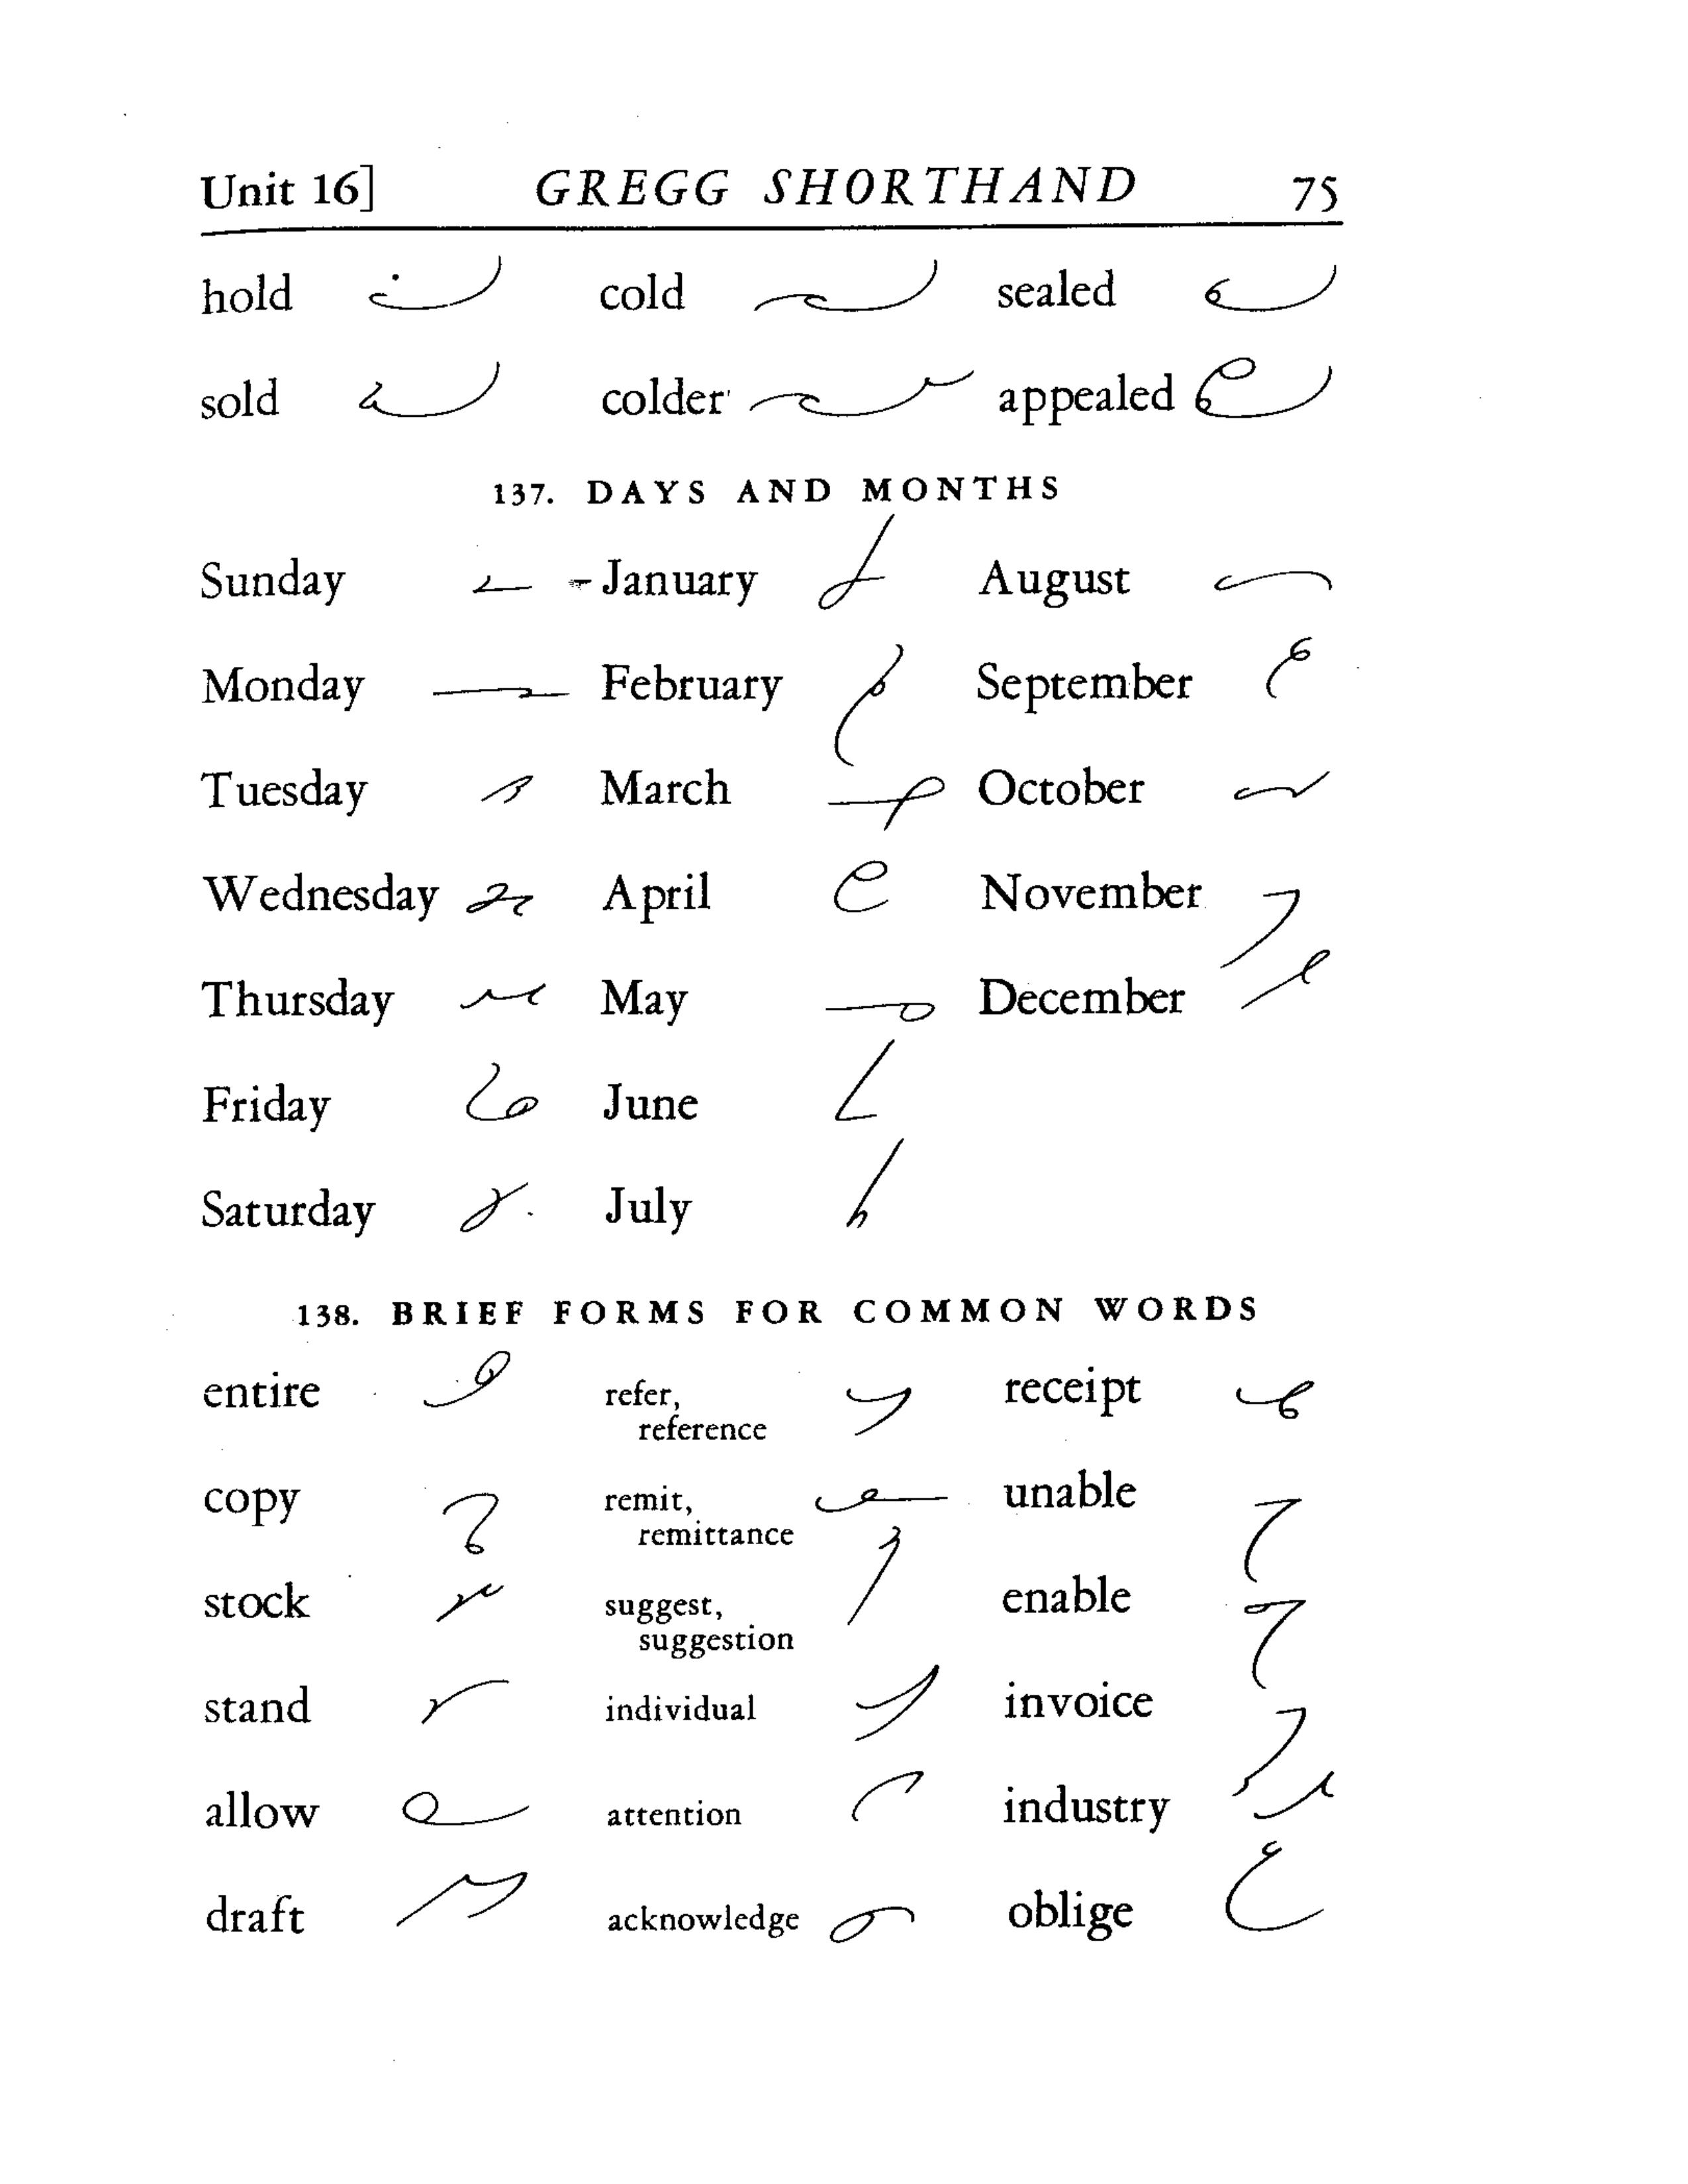 Unit 16] GREGG SHORTHAND 75
hold cold sealed
sold colder appealed
137. DAYS AND MONTHS
Sunday January August
Monday February September
Tuesday March October
Wednesday April November
Thursday May December
Friday June
Saturday July
138. BRIEF FORMS FOR COMMON WORDS
entire refer, receipt
reference
copy remit, unable
remittance
stock suggest, enable
suggestion
stand individual invoice
allow attention industry
draft acknowledge oblige